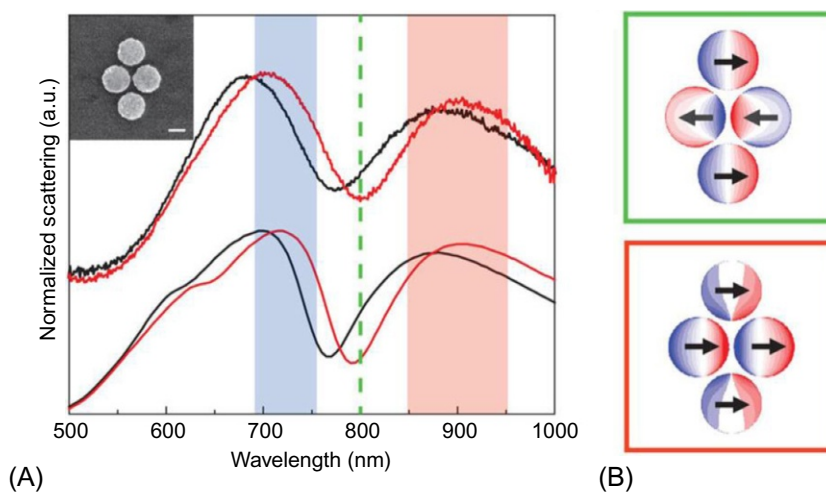 Normalized scattering (a.u.)
500 600 700 800 900 1000
Wavelength (nm)
(A)
(B)